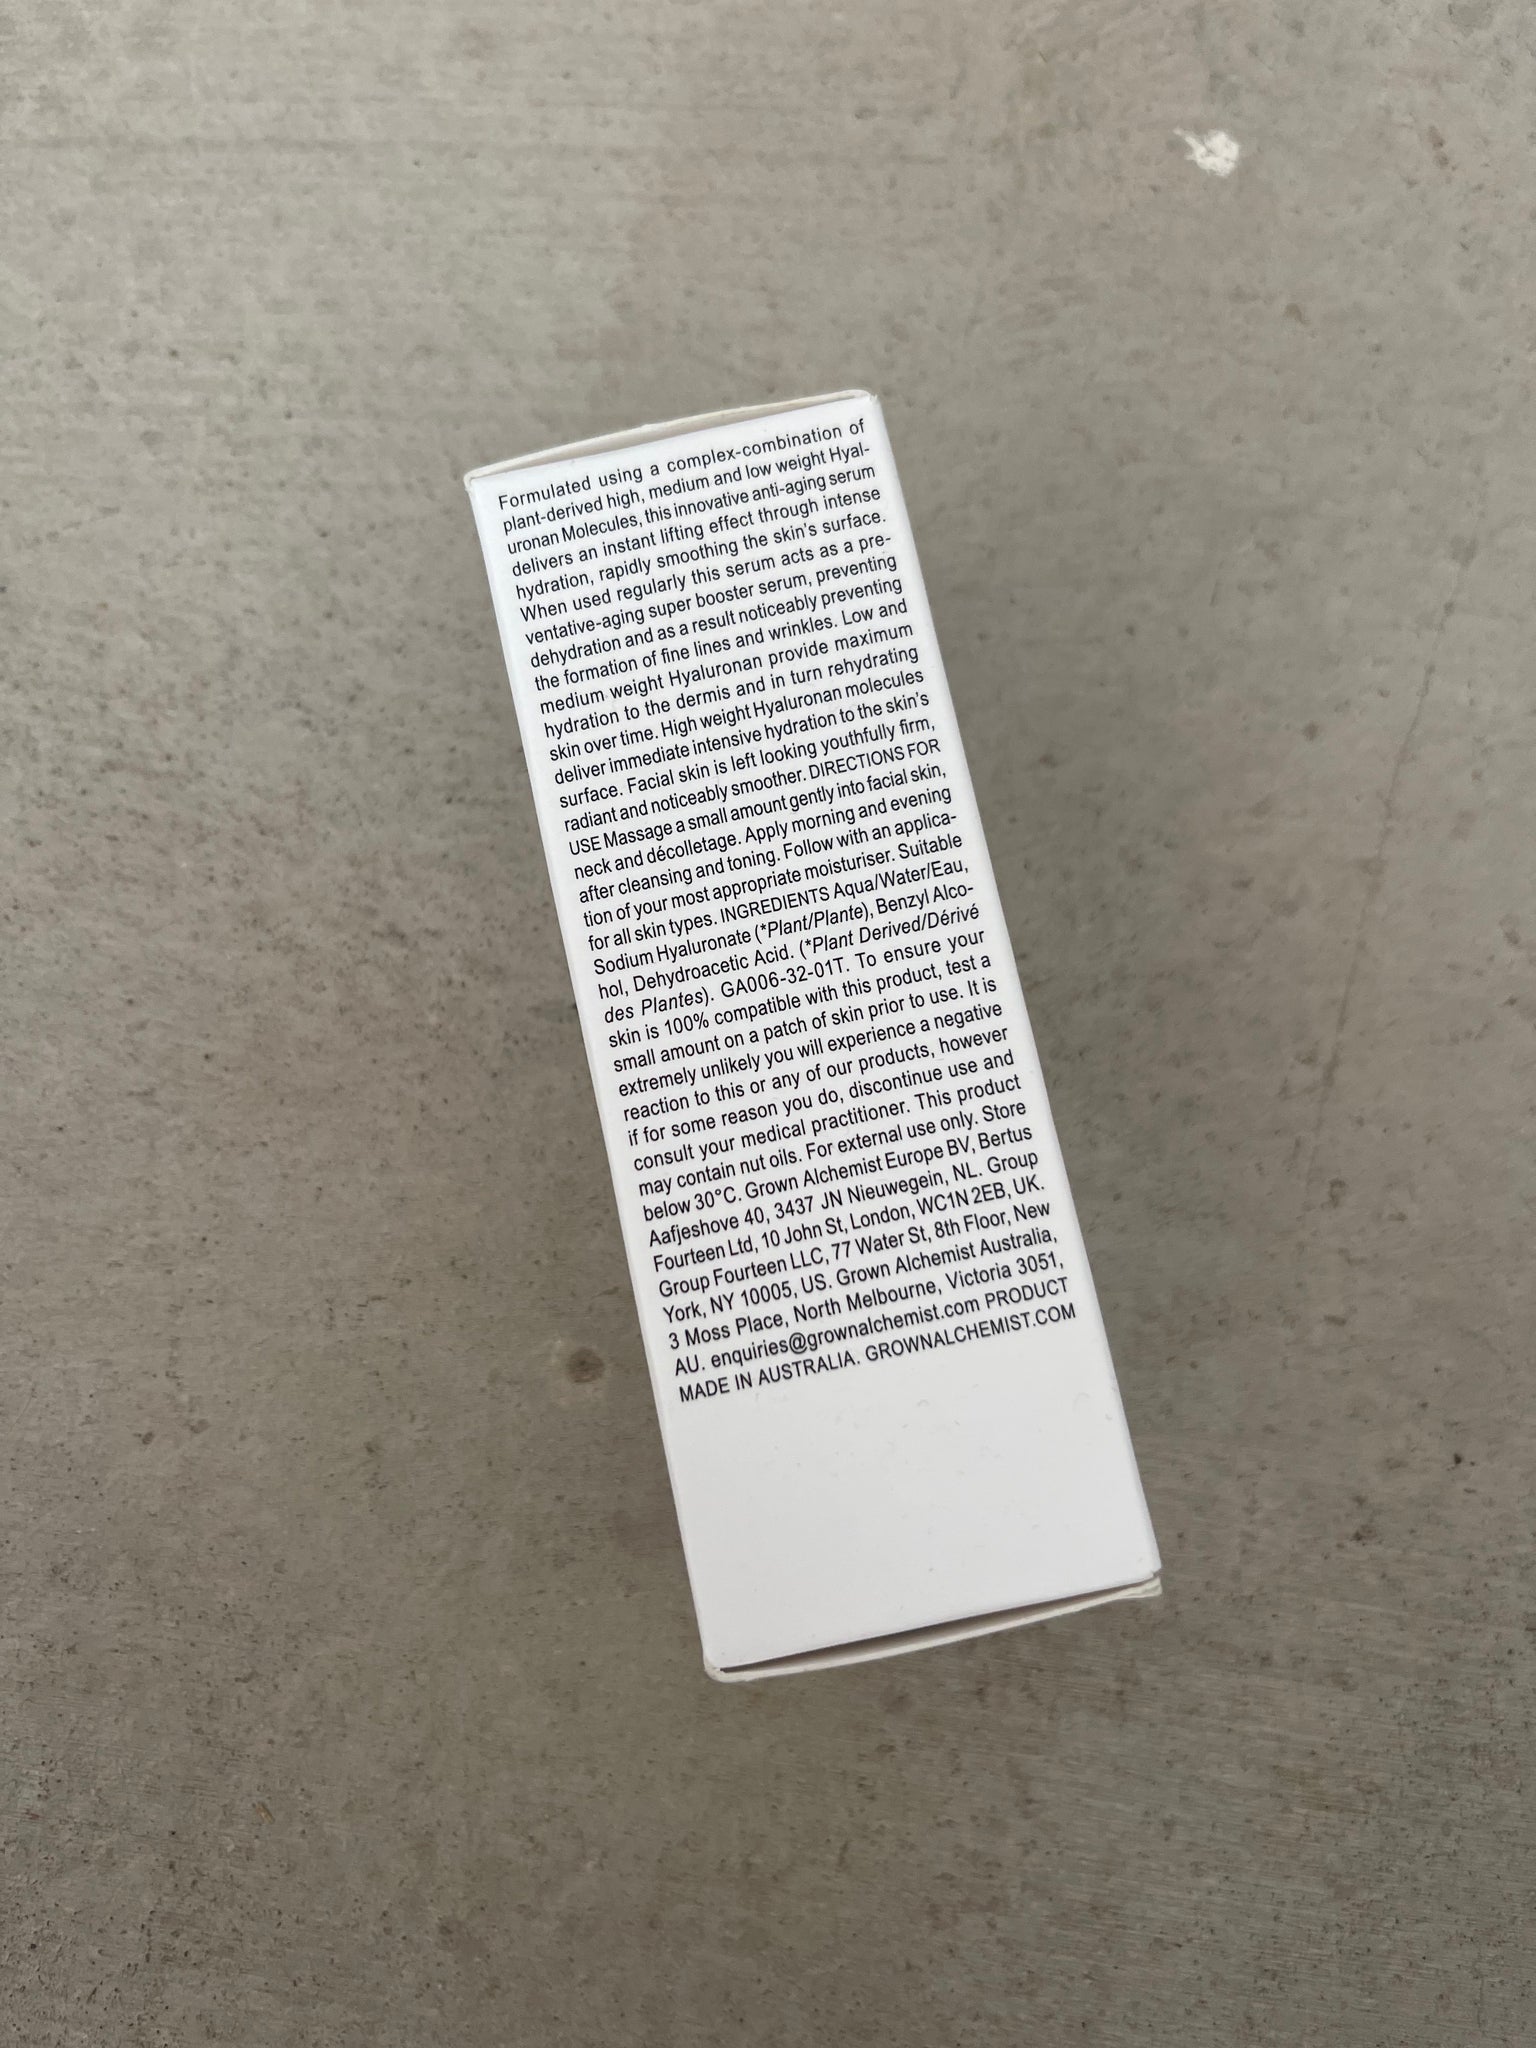 Formulated using a complex-combination of
plant-derived high, medium and low weight Hyal-
uronan Molecules, this innovative anti-aging serum
delivers an instant lifting effect through intense
hydration, rapidly smoothing the skin's surface.
When used regularly this serum acts as a pre-
ventative-aging super booster serum, preventing
dehydration and as a result noticeably preventing
the formation of fine lines and wrinkles. Low and
medium weight Hyaluronan provide maximum
hydration to the dermis and in turn rehydrating
skin over time. High weight Hyaluronan molecules
deliver immediate intensive hydration to the skin's
surface. Facial skin is left looking youthfully firm,
radiant and noticeably smoother. DIRECTIONS FOR
USE Massage a small amount gently into facial skin,
neck and décolletage. Apply morning and evening
after cleansing and toning. Follow with an applica-
tion of your most appropriate moisturiser. Suitable
for all skin types. INGREDIENTS Aqua/Water/Eau,
Sodium Hyaluronate (*Plant/Plante), Benzyl Alco-
hol, Dehydroacetic Acid. (*Plant Derived/Dérivé
des Plantes). GA006-32-01T. To ensure your
skin is 100% compatible with this product, test a
small amount on a patch of skin prior to use. It is
extremely unlikely you will experience a negative
reaction to this or any of our products, however
if for some reason you do, discontinue use and
consult your medical practitioner. This product
may contain nut oils. For external use only. Store
below 30°C. Grown Alchemist Europe BV, Bertus
Aafjeshove 40, 3437 JN Nieuwegein, NL. Group
Fourteen Ltd, 10 John St, London, WC1N 2EB, UK.
Group Fourteen LLC, 77 Water St, 8th Floor, New
York, NY 10005, US. Grown Alchemist Australia,
3 Moss Place, North Melbourne, Victoria 3051,
AU. enquiries@grownalchemist.com PRODUCT
MADE IN AUSTRALIA. GROWNALCHEMIST.COM